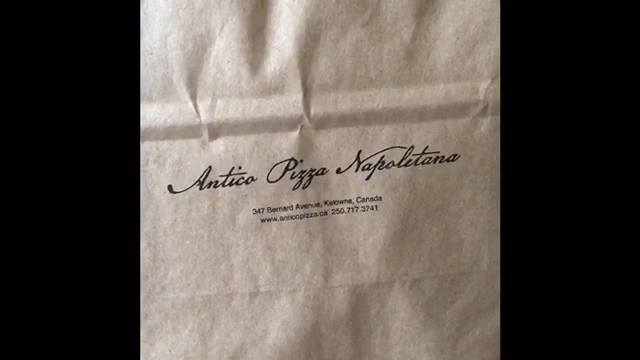 Antico Pizza Napoletana
347 Bernard Avenue, Kelowna, Canada
www.anticopizza.ca 250.717.3741